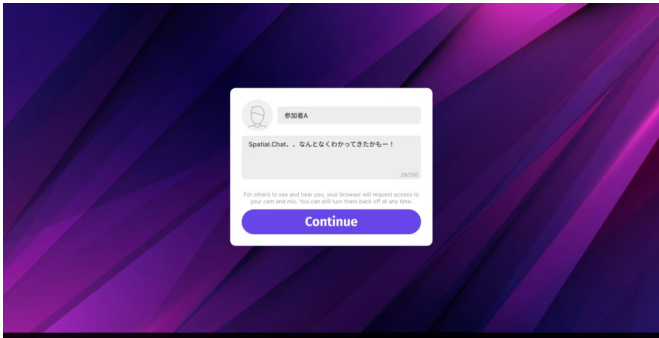 参加者A
Spatial.Chat、、なんとなくわかってきたかもー！
For others to see and hear you, your browser will request access to
your cam and mic. You can still turn them back off at any time.
Continue